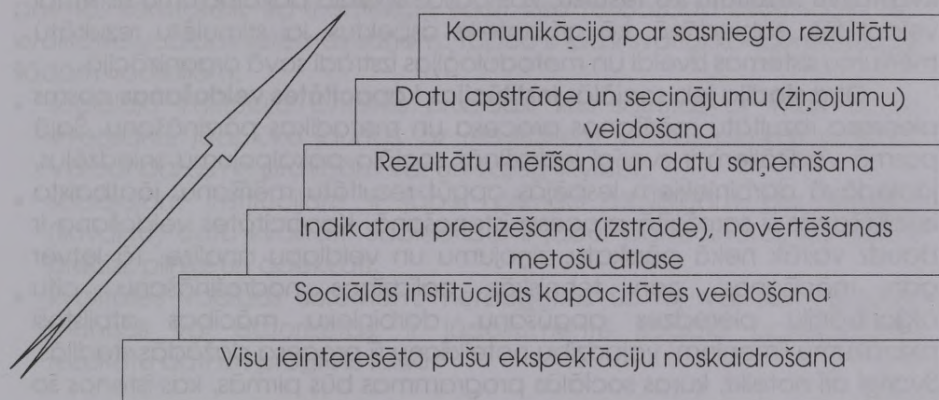 Komunikācija par sasniegto rezultātu
Datu apstrāde un secinājumu (ziņojumu)
veidošana
Rezultātu mērīšana un datu saņemšana
Indikatoru precizēšana (izstrāde), novērtēšanas
metošu atlase
Sociālās institūcijas kapacitātes veidošana
Visu ieinteresēto pušu ekspektāciju noskaidrošana